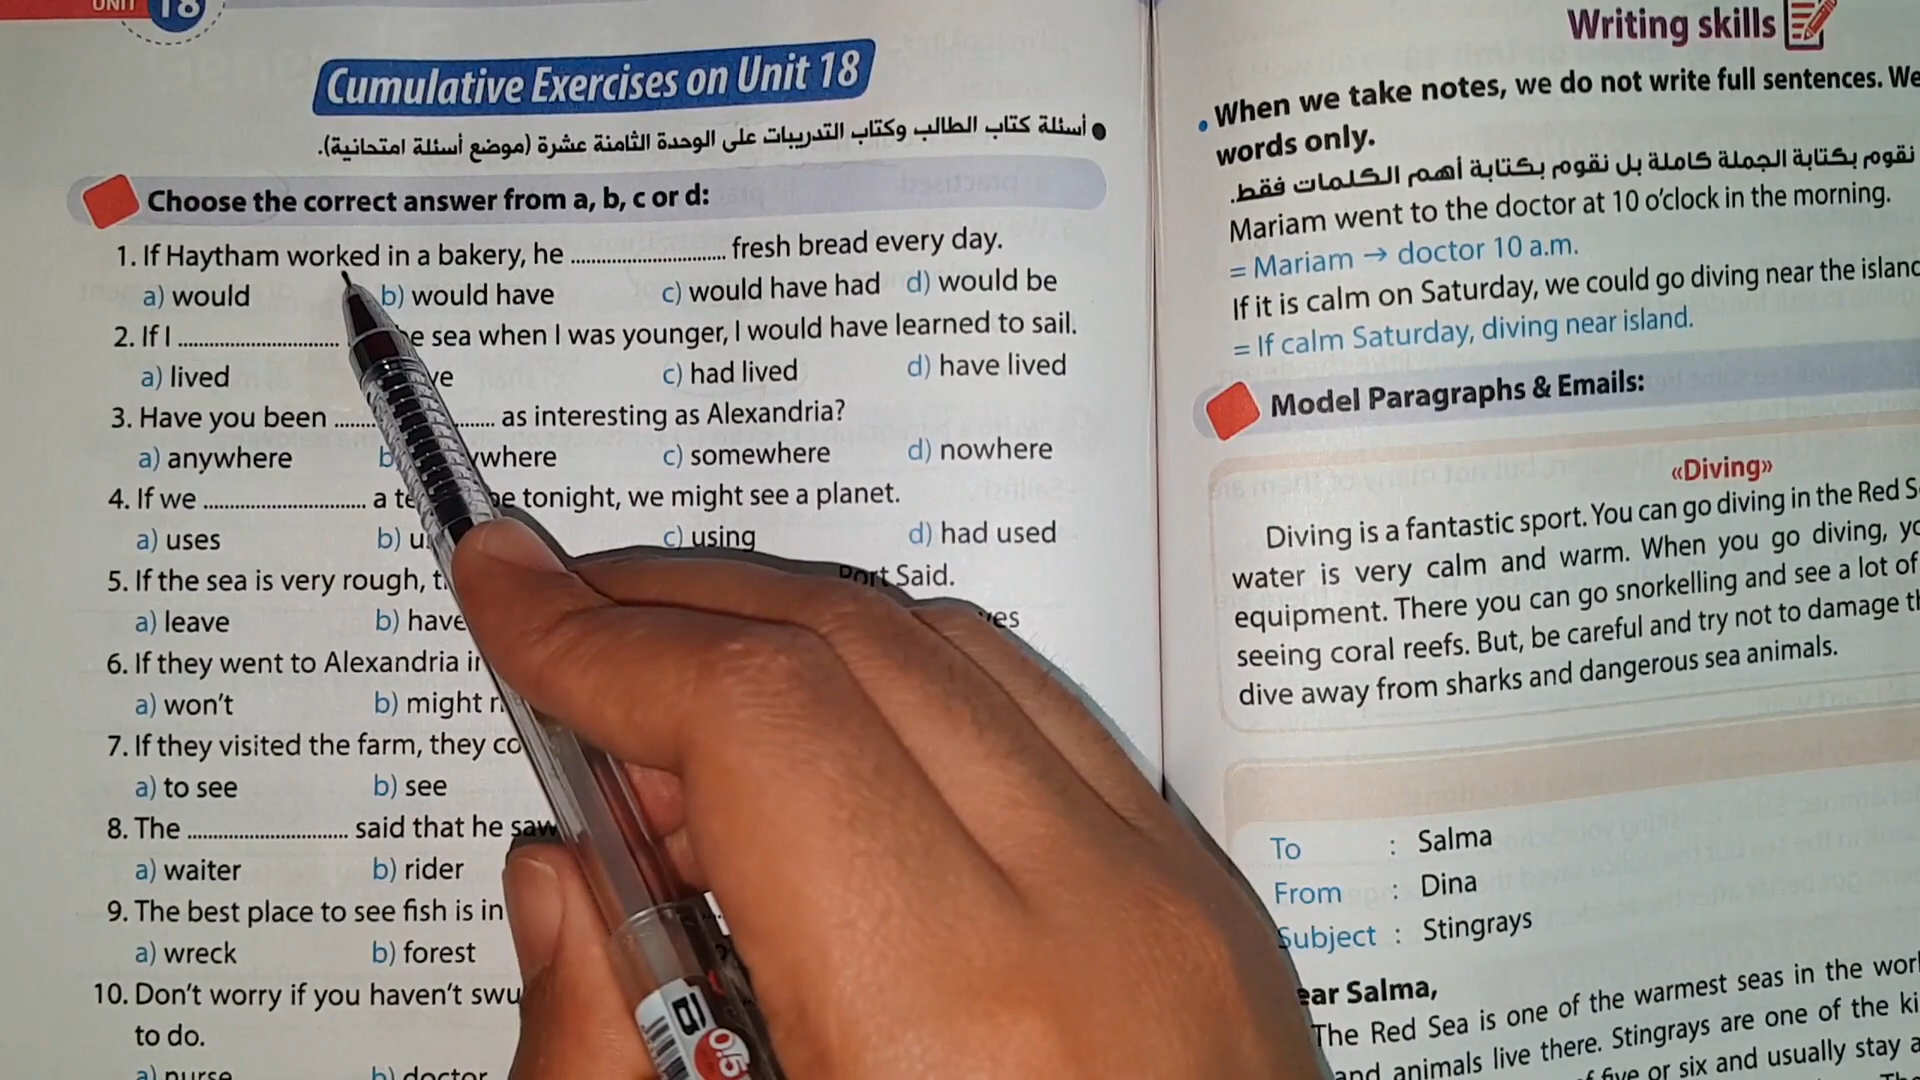 UNIT 18
Cumulative Exercises on Unit 18
● أسئلة كتاب الطالب وكتاب التدريبات على الوحدة الثامنة عشرة (موضع أسئلة امتحانية).
Choose the correct answer from a, b, c or d:
1. If Haytham worked in a bakery, he .............................. fresh bread every day.
a) would b) would have c) would have had d) would be
2. If I ............................... sea when I was younger, I would have learned to sail.
a) lived c) had lived d) have lived
3. Have you been ............................... as interesting as Alexandria?
a) anywhere c) somewhere d) nowhere
4. If we ............................... a tonight, we might see a planet.
a) uses c) using d) had used
5. If the sea is very rough, Port Said.
a) leave b) have
6. If they went to Alexandria
a) won't b) might
7. If they visited the farm, they
a) to see b) see
8. The ............................... said that he saw
a) waiter b) rider
9. The best place to see fish is in
a) wreck b) forest
10. Don't worry if you haven't
to do.
a) nurse b) doctor
Writing skills
• When we take notes, we do not write full sentences. We
words only.
نقوم بكتابة الجملة كاملة بل نقوم بكتابة أهم الكلمات فقط.
Mariam went to the doctor at 10 o'clock in the morning.
= Mariam → doctor 10 a.m.
If it is calm on Saturday, we could go diving near the
= If calm Saturday, diving near island.
Model Paragraphs & Emails:
«Diving»
Diving is a fantastic sport. You can go diving in the Red
water is very calm and warm. When you go diving,
equipment. There you can go snorkelling and see a lot of
seeing coral reefs. But, be careful and try not to damage
dive away from sharks and dangerous sea animals.
To : Salma
From : Dina
Subject : Stingrays
Salma,
The Red Sea is one of the warmest seas in the
and animals live there. Stingrays are one of the
five or six and usually stay
0.5